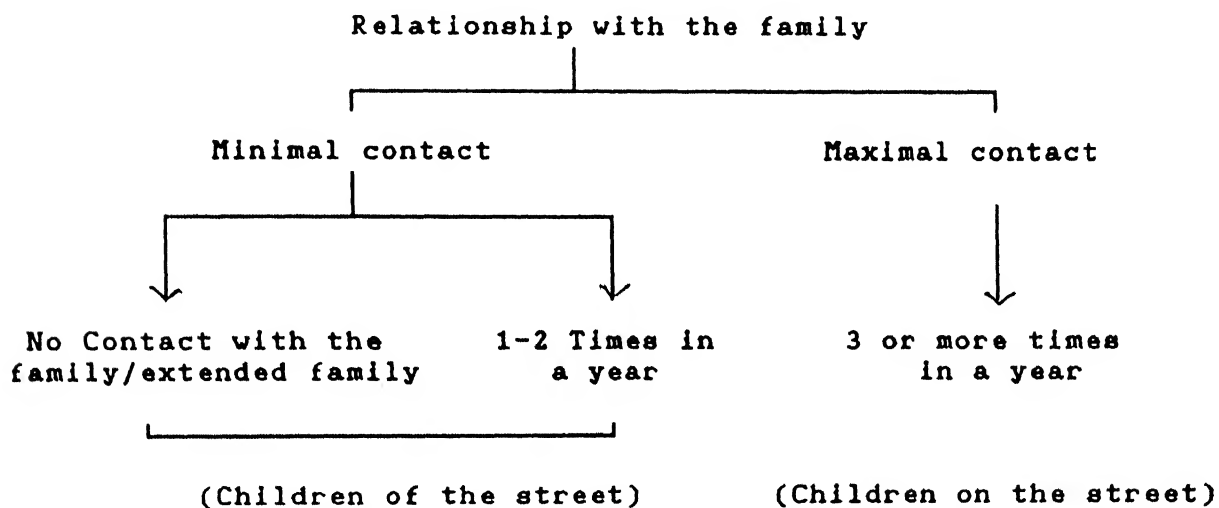 Relationship with the family
Minimal contact
Maximal contact
No Contact with the
family/extended family
1-2 Times in
a year
3 or more times
in a year
(Children of the street)
(Children on the street)